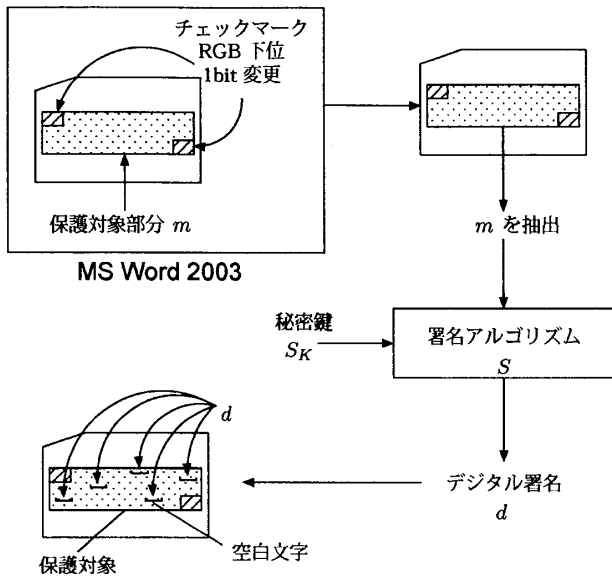 チェックマーク
RGB 下位
1bit 変更
保護対象部分 m
MS Word 2003
m を抽出
秘密鍵
S_K
署名アルゴリズム
S
d
デジタル署名
d
空白文字
保護対象